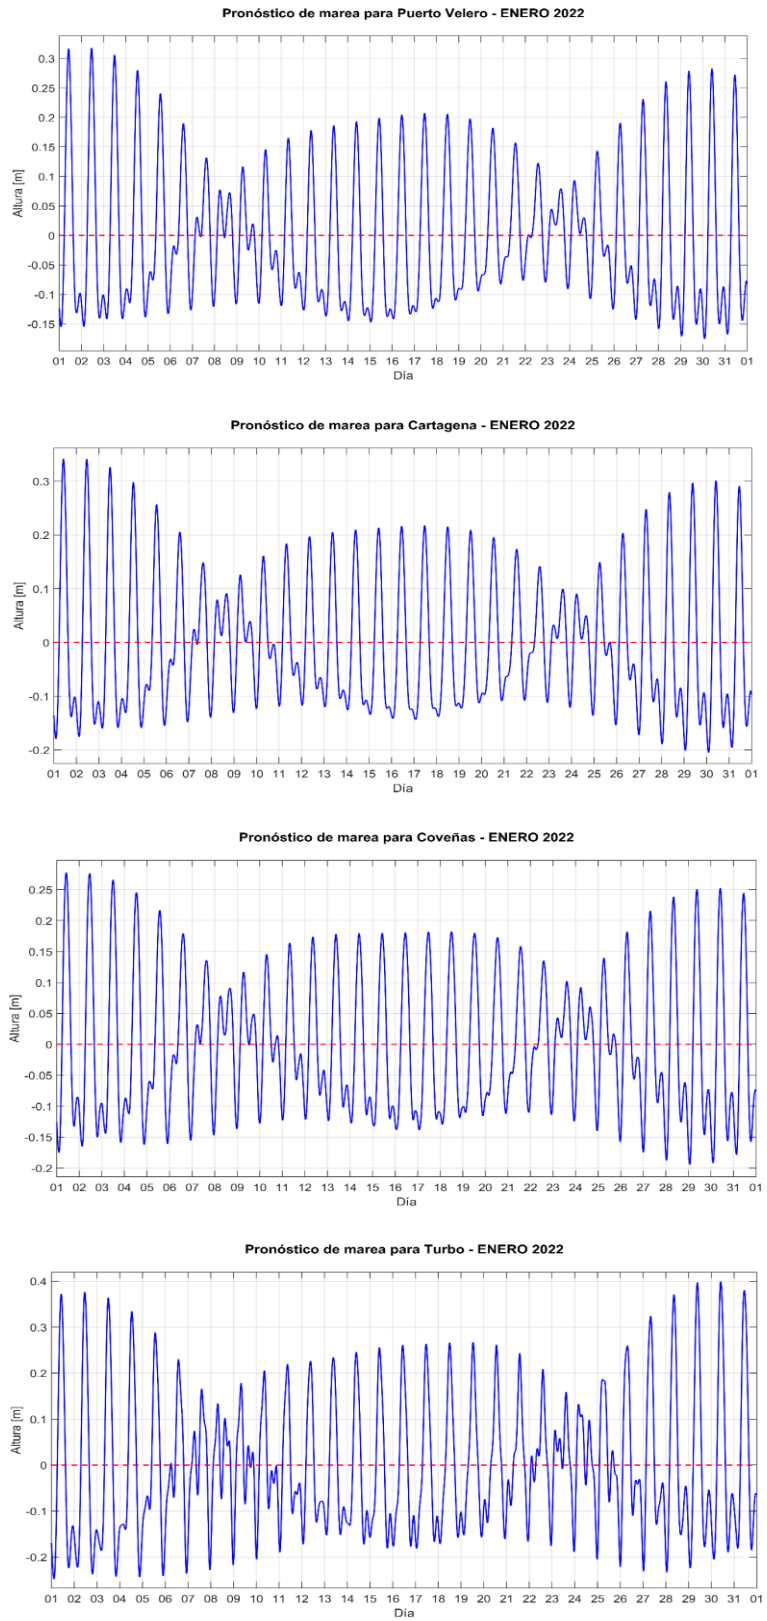 Pronóstico de marea para Puerto Velero - ENERO 2022
0.3
0.25
0.2
0.15
0.1
0.05
0
-0.05
-0.1
-0.15
Altura [m]
01 02 03 04 05 06 07 08 09 10 11 12 13 14 15 16 17 18 19 20 21 22 23 24 25 26 27 28 29 30 31 01
Día
Pronóstico de marea para Cartagena - ENERO 2022
0.3
0.2
0.1
0
-0.1
-0.2
Altura [m]
01 02 03 04 05 06 07 08 09 10 11 12 13 14 15 16 17 18 19 20 21 22 23 24 25 26 27 28 29 30 31 01
Día
Pronóstico de marea para Coveñas - ENERO 2022
0.25
0.2
0.15
0.1
0.05
0
-0.05
-0.1
-0.15
-0.2
Altura [m]
01 02 03 04 05 06 07 08 09 10 11 12 13 14 15 16 17 18 19 20 21 22 23 24 25 26 27 28 29 30 31 01
Día
Pronóstico de marea para Turbo - ENERO 2022
0.4
0.3
0.2
0.1
0
-0.1
-0.2
Altura [m]
01 02 03 04 05 06 07 08 09 10 11 12 13 14 15 16 17 18 19 20 21 22 23 24 25 26 27 28 29 30 31 01
Día